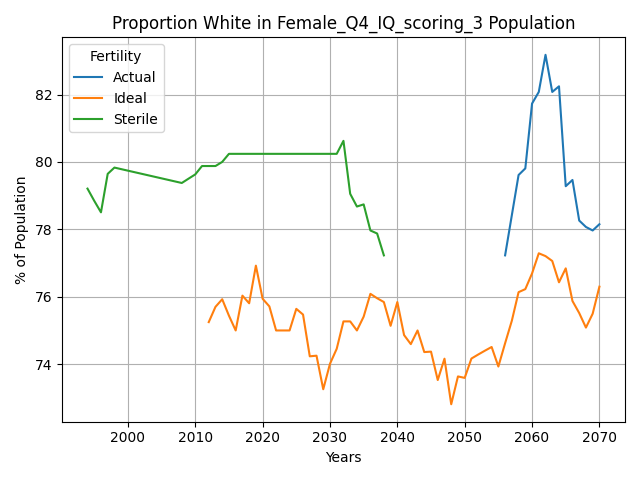 Proportion White in Female_Q4_IQ_scoring_3 Population
Fertility
Actual
Ideal
Sterile
% of Population
82
80
78
76
74
2000 2010 2020 2030 2040 2050 2060 2070
Years